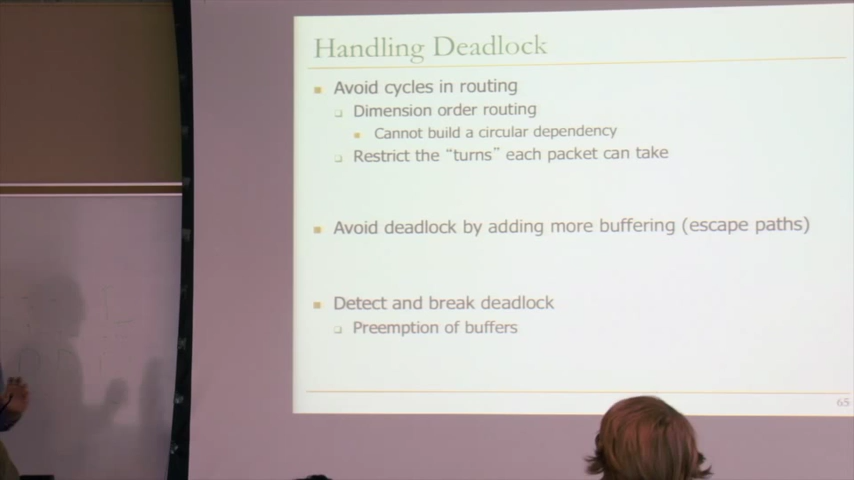 Handling Deadlock
Avoid cycles in routing
Dimension order routing
Cannot build a circular dependency
Restrict the "turns" each packet can take
Avoid deadlock by adding more buffering (escape paths)
Detect and break deadlock
Preemption of buffers
65